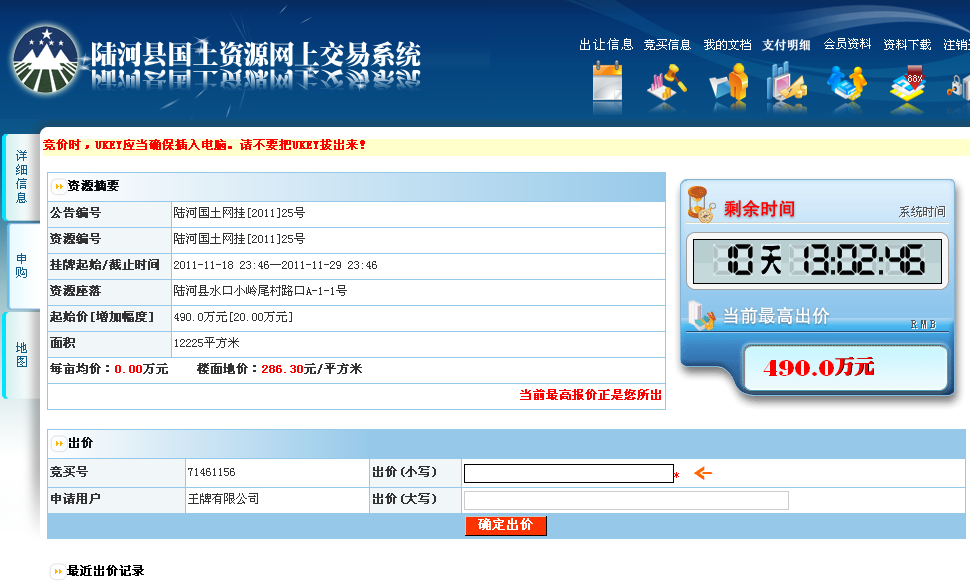 陆河县国土资源网上交易系统
出让信息 竞买信息 我的文档 支付明细 会员资料 资料下载 注销
88%
竞价时，UKEY应当确保插入电脑。请不要把UKEY拔出来！
详细信息
申购
地图
资源摘要
公告编号 陆河国土网挂[2011]25号
资源编号 陆河国土网挂[2011]25号
挂牌起始/截止时间 2011-11-18 23:46—2011-11-29 23:46
资源座落 陆河县水口小岭尾村路口A-1-1号
起始价[增加幅度] 490.0万元[20.00万元]
面积 12225平方米
每亩均价：0.00万元 楼面地价：286.30元/平方米
当前最高报价正是您所出
剩余时间 系统时间
10天 13:02:46
当前最高出价 RMB
490.0万元
出价
竞买号 71461156 出价(小写) *
申请用户 王牌有限公司 出价(大写)
确定出价
最近出价记录